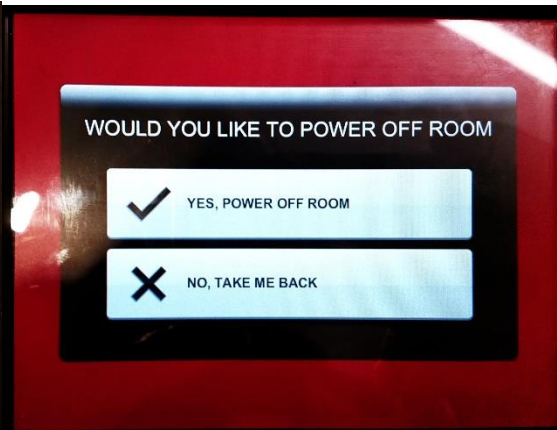 WOULD YOU LIKE TO POWER OFF ROOM
YES, POWER OFF ROOM
NO, TAKE ME BACK